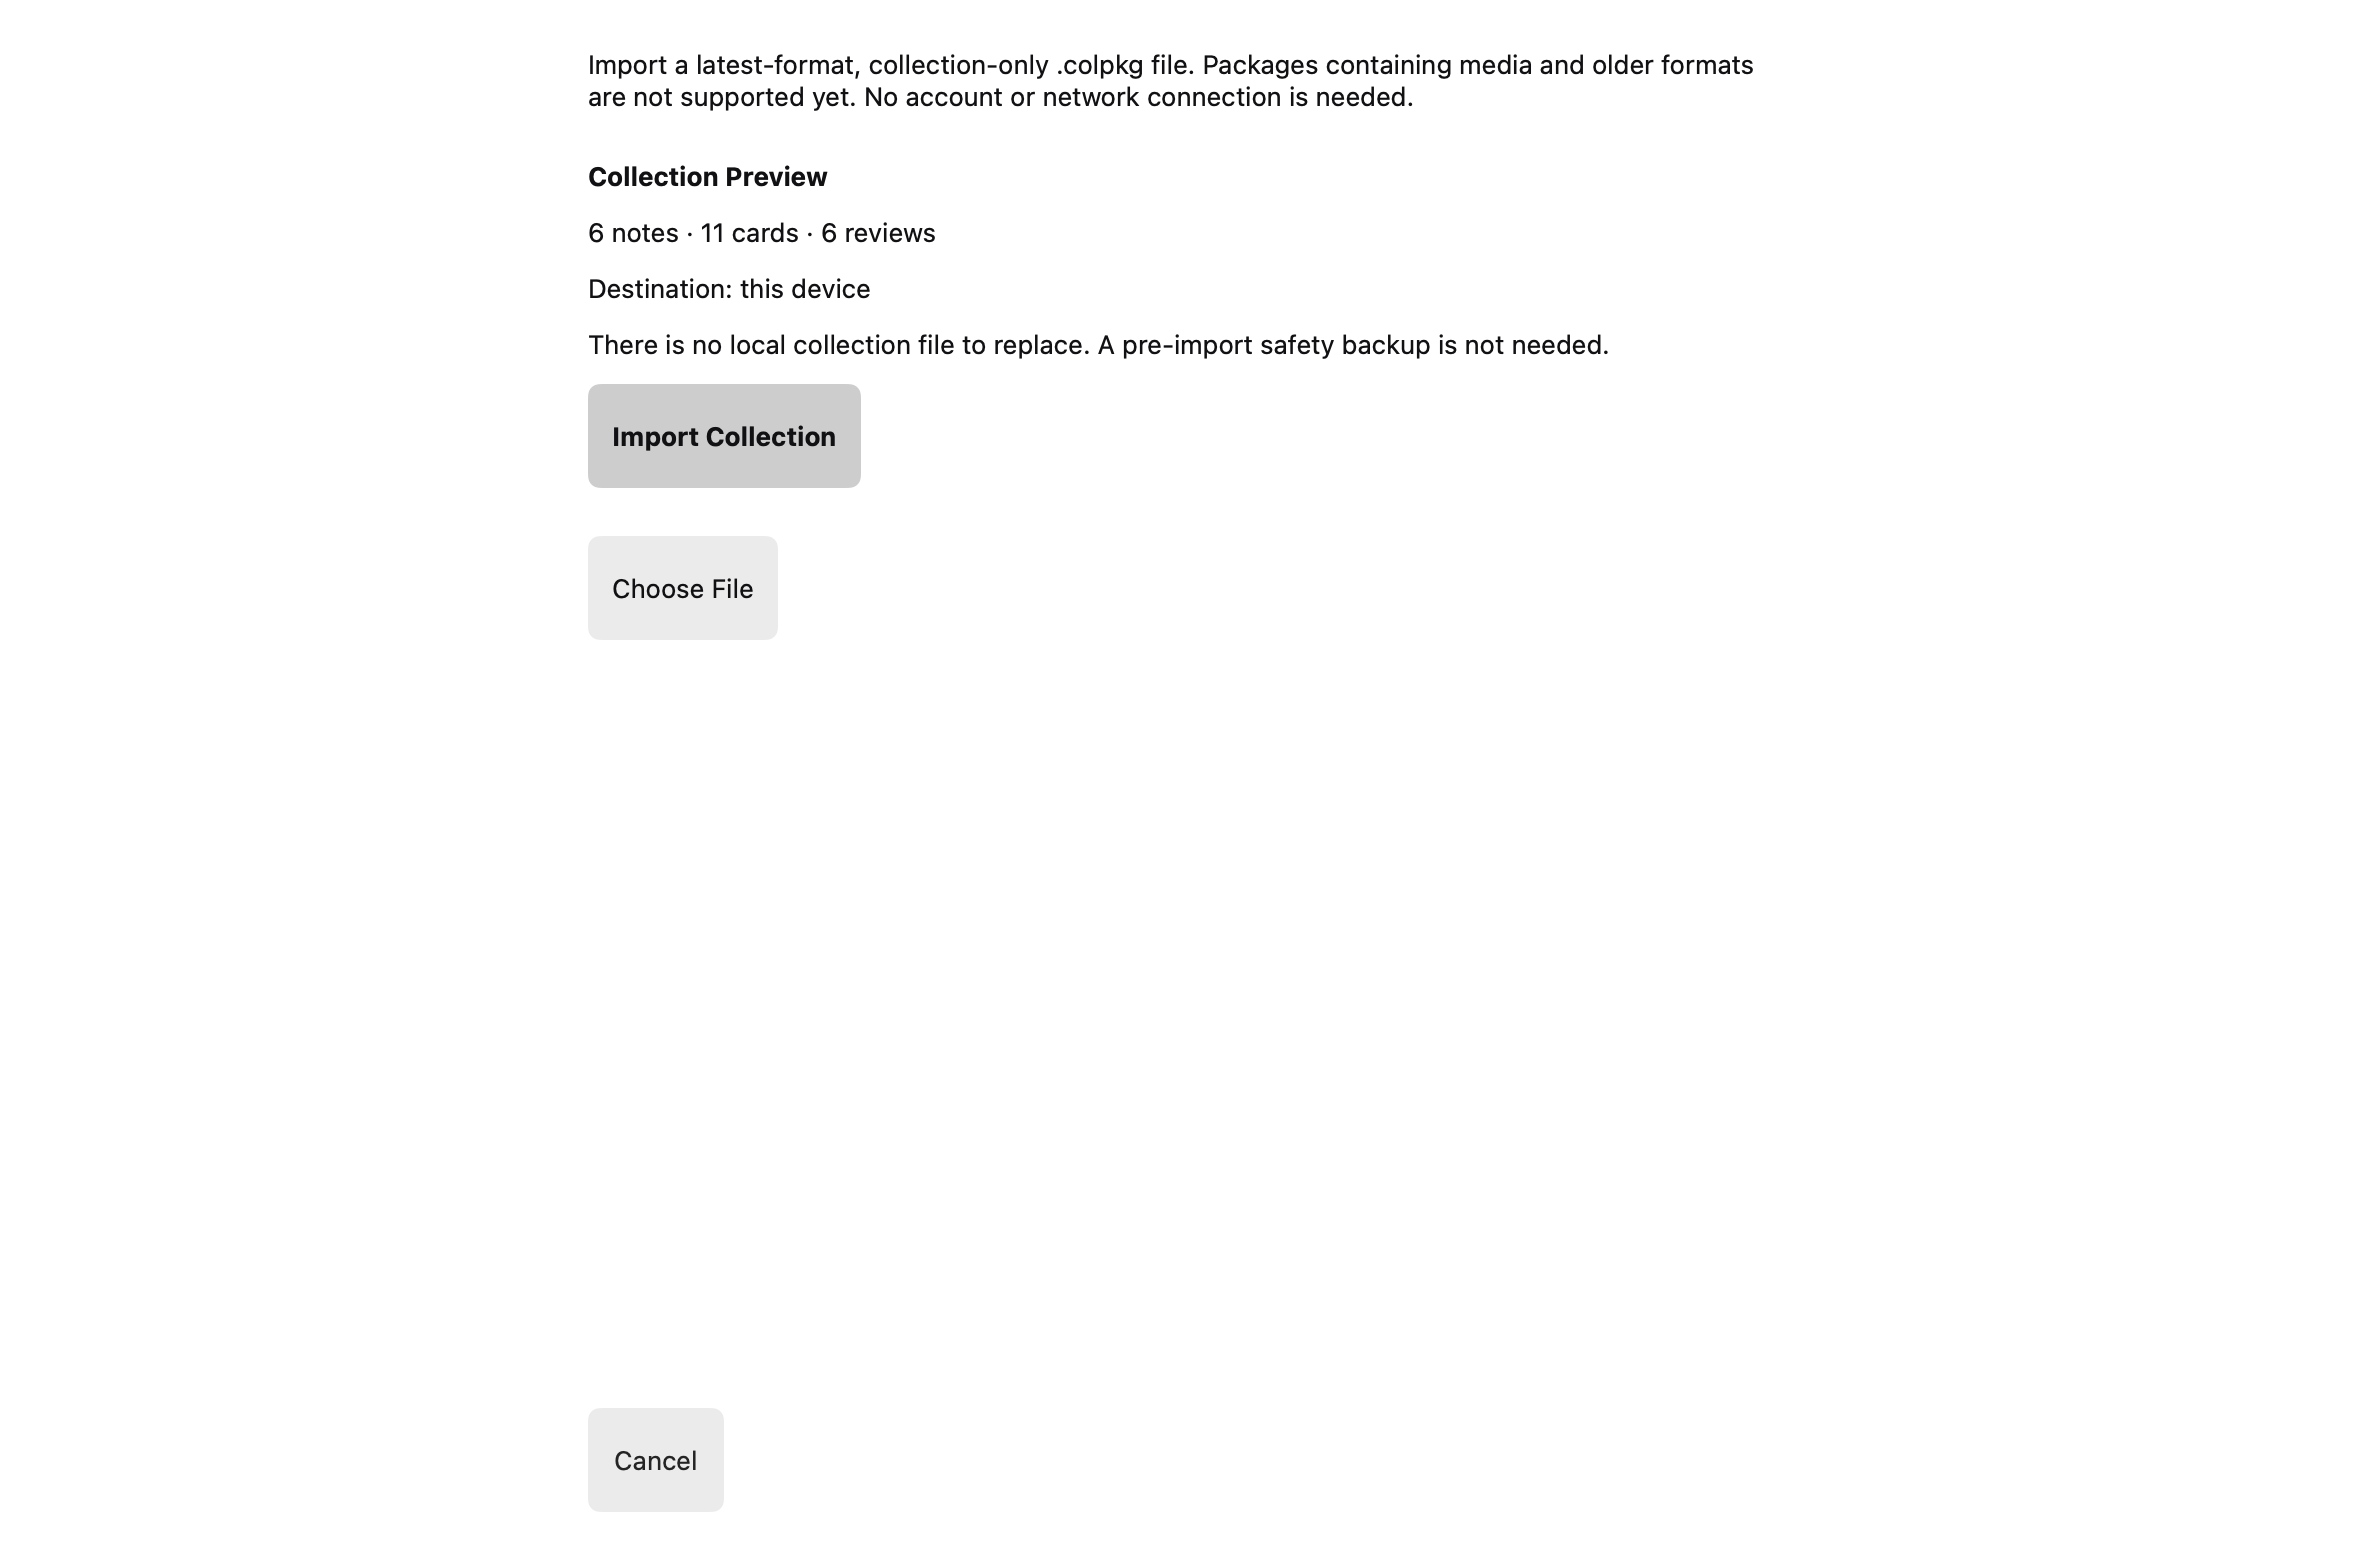 Import a latest-format, collection-only .colpkg file. Packages containing media and older formats
are not supported yet. No account or network connection is needed.
Collection Preview
6 notes · 11 cards · 6 reviews
Destination: this device
There is no local collection file to replace. A pre-import safety backup is not needed.
Import Collection
Choose File
Cancel